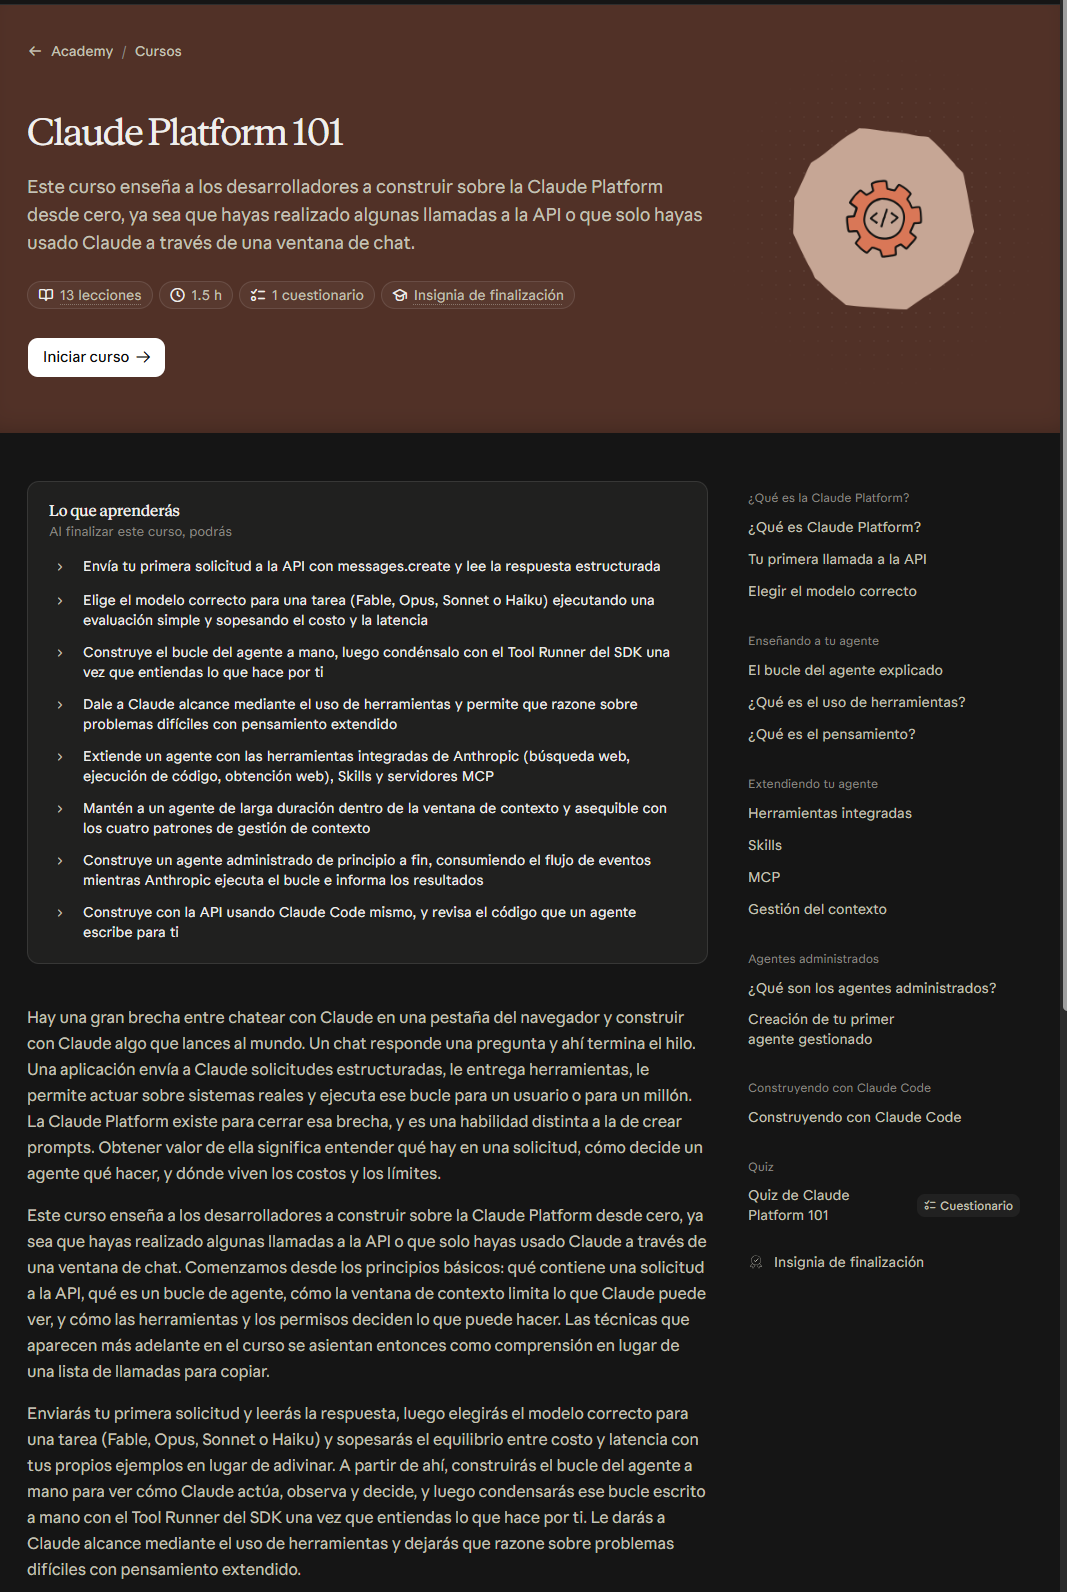 ← Academy / Cursos
Claude Platform 101
Este curso enseña a los desarrolladores a construir sobre la Claude Platform
desde cero, ya sea que hayas realizado algunas llamadas a la API o que solo hayas
usado Claude a través de una ventana de chat.
13 lecciones
1.5 h
1 cuestionario
Insignia de finalización
Iniciar curso →
</>
Lo que aprenderás
Al finalizar este curso, podrás
Envía tu primera solicitud a la API con messages.create y lee la respuesta estructurada
Elige el modelo correcto para una tarea (Fable, Opus, Sonnet o Haiku) ejecutando una
evaluación simple y sopesando el costo y la latencia
Construye el bucle del agente a mano, luego condénsalo con el Tool Runner del SDK una
vez que entiendas lo que hace por ti
Dale a Claude alcance mediante el uso de herramientas y permite que razone sobre
problemas difíciles con pensamiento extendido
Extiende un agente con las herramientas integradas de Anthropic (búsqueda web,
ejecución de código, obtención web), Skills y servidores MCP
Mantén a un agente de larga duración dentro de la ventana de contexto y asequible con
los cuatro patrones de gestión de contexto
Construye un agente administrado de principio a fin, consumiendo el flujo de eventos
mientras Anthropic ejecuta el bucle e informa los resultados
Construye con la API usando Claude Code mismo, y revisa el código que un agente
escribe para ti
Hay una gran brecha entre chatear con Claude en una pestaña del navegador y construir
con Claude algo que lances al mundo. Un chat responde una pregunta y ahí termina el hilo.
Una aplicación envía a Claude solicitudes estructuradas, le entrega herramientas, le
permite actuar sobre sistemas reales y ejecuta ese bucle para un usuario o para un millón.
La Claude Platform existe para cerrar esa brecha, y es una habilidad distinta a la de crear
prompts. Obtener valor de ella significa entender qué hay en una solicitud, cómo decide un
agente qué hacer, y dónde viven los costos y los límites.
Este curso enseña a los desarrolladores a construir sobre la Claude Platform desde cero, ya
sea que hayas realizado algunas llamadas a la API o que solo hayas usado Claude a través de
una ventana de chat. Comenzamos desde los principios básicos: qué contiene una solicitud
a la API, qué es un bucle de agente, cómo la ventana de contexto limita lo que Claude puede
ver, y cómo las herramientas y los permisos deciden lo que puede hacer. Las técnicas que
aparecen más adelante en el curso se asientan entonces como comprensión en lugar de
una lista de llamadas para copiar.
Enviarás tu primera solicitud y leerás la respuesta, luego elegirás el modelo correcto para
una tarea (Fable, Opus, Sonnet o Haiku) y sopesarás el equilibrio entre costo y latencia con
tus propios ejemplos en lugar de adivinar. A partir de ahí, construirás el bucle del agente a
mano para ver cómo Claude actúa, observa y decide, y luego condensarás ese bucle escrito
a mano con el Tool Runner del SDK una vez que entiendas lo que hace por ti. Le darás a
Claude alcance mediante el uso de herramientas y dejarás que razone sobre problemas
difíciles con pensamiento extendido.
¿Qué es la Claude Platform?
¿Qué es Claude Platform?
Tu primera llamada a la API
Elegir el modelo correcto
Enseñando a tu agente
El bucle del agente explicado
¿Qué es el uso de herramientas?
¿Qué es el pensamiento?
Extendiendo tu agente
Herramientas integradas
Skills
MCP
Gestión del contexto
Agentes administrados
¿Qué son los agentes administrados?
Creación de tu primer
agente gestionado
Construyendo con Claude Code
Construyendo con Claude Code
Quiz
Quiz de Claude
Platform 101
Cuestionario
Insignia de finalización